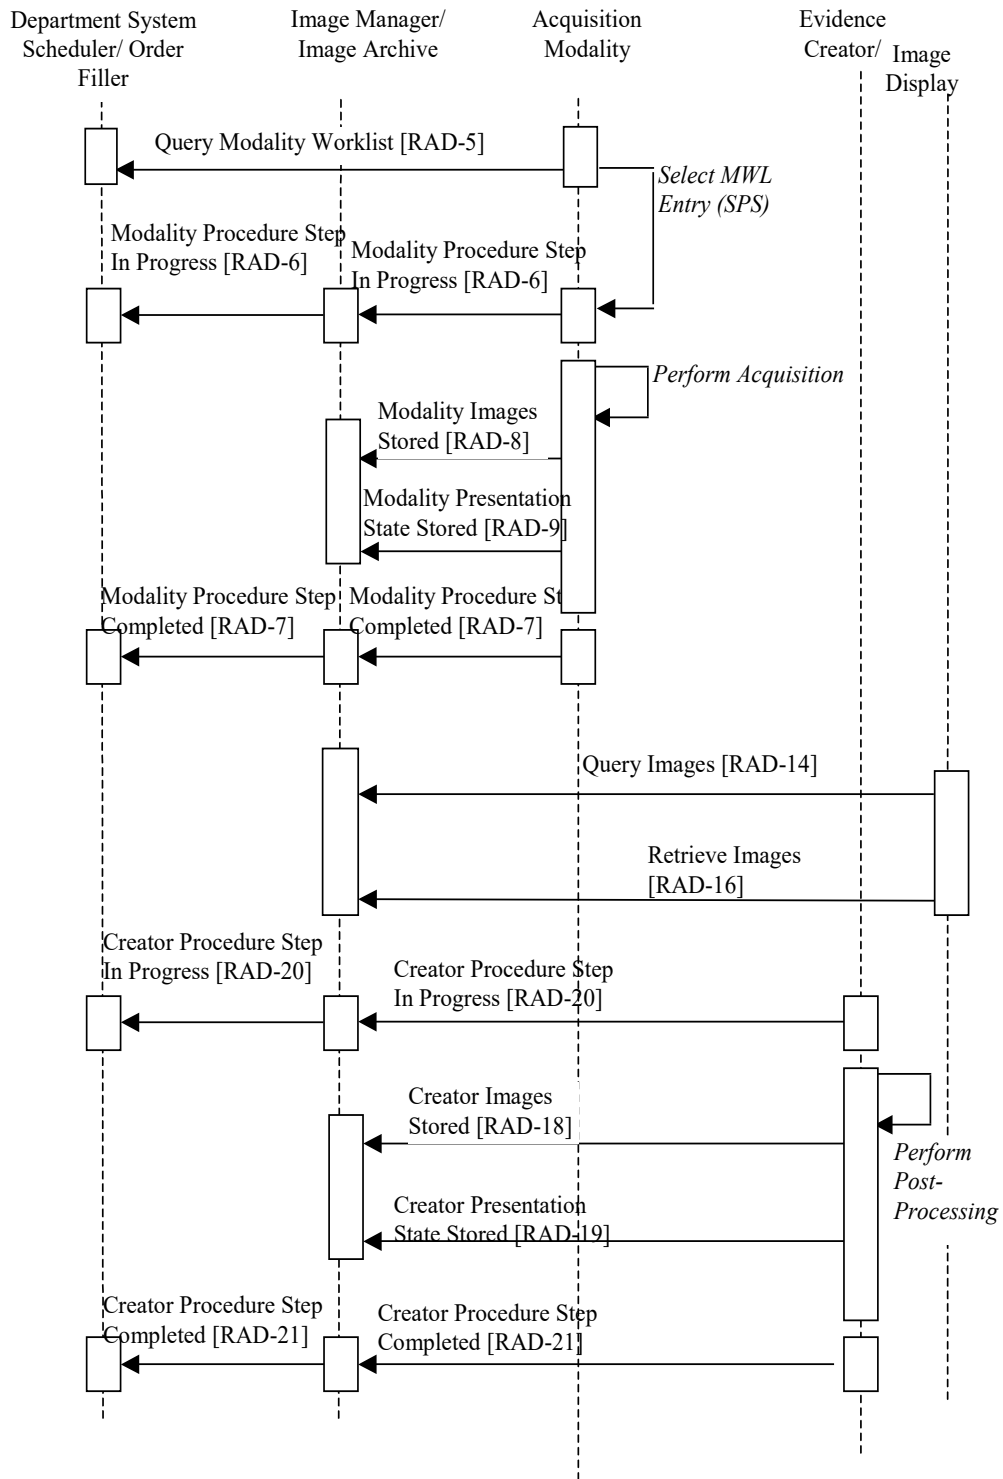 Department System
Scheduler/ Order
Filler
Image Manager/
Image Archive
Acquisition
Modality
Evidence
Creator/
Image
Display
Query Modality Worklist [RAD-5]
Select MWL
Entry (SPS)
Modality Procedure Step
In Progress [RAD-6]
Modality Procedure Step
In Progress [RAD-6]
Perform Acquisition
Modality Images
Stored [RAD-8]
Modality Presentation
State Stored [RAD-9]
Modality Procedure Step
Completed [RAD-7]
Modality Procedure St
Completed [RAD-7]
Query Images [RAD-14]
Retrieve Images
[RAD-16]
Creator Procedure Step
In Progress [RAD-20]
Creator Procedure Step
In Progress [RAD-20]
Creator Images
Stored [RAD-18]
Perform
Post-
Processing
Creator Presentation
State Stored [RAD-19]
Creator Procedure Step
Completed [RAD-21]
Creator Procedure Step
Completed [RAD-21]